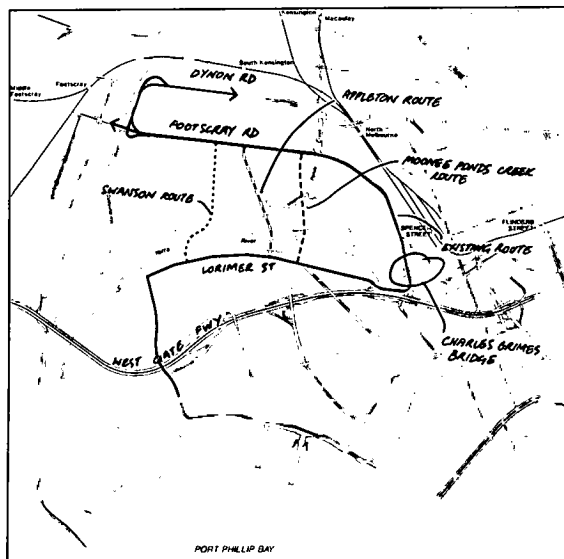 Kensington
Macaulay
South Kensington
Middle
Footscray
Footscray
DYNON RD
APPLETON ROUTE
FOOTSCRAY RD
North
Melbourne
MOONEE PONDS CREEK
ROUTE
SWANSON ROUTE
FLINDERS
STREET
SPENCER
STREET
EXISTING ROUTE
Yarra
River
LORIMER ST
WEST GATE FWY
CHARLES GRIMES
BRIDGE
PORT PHILLIP BAY